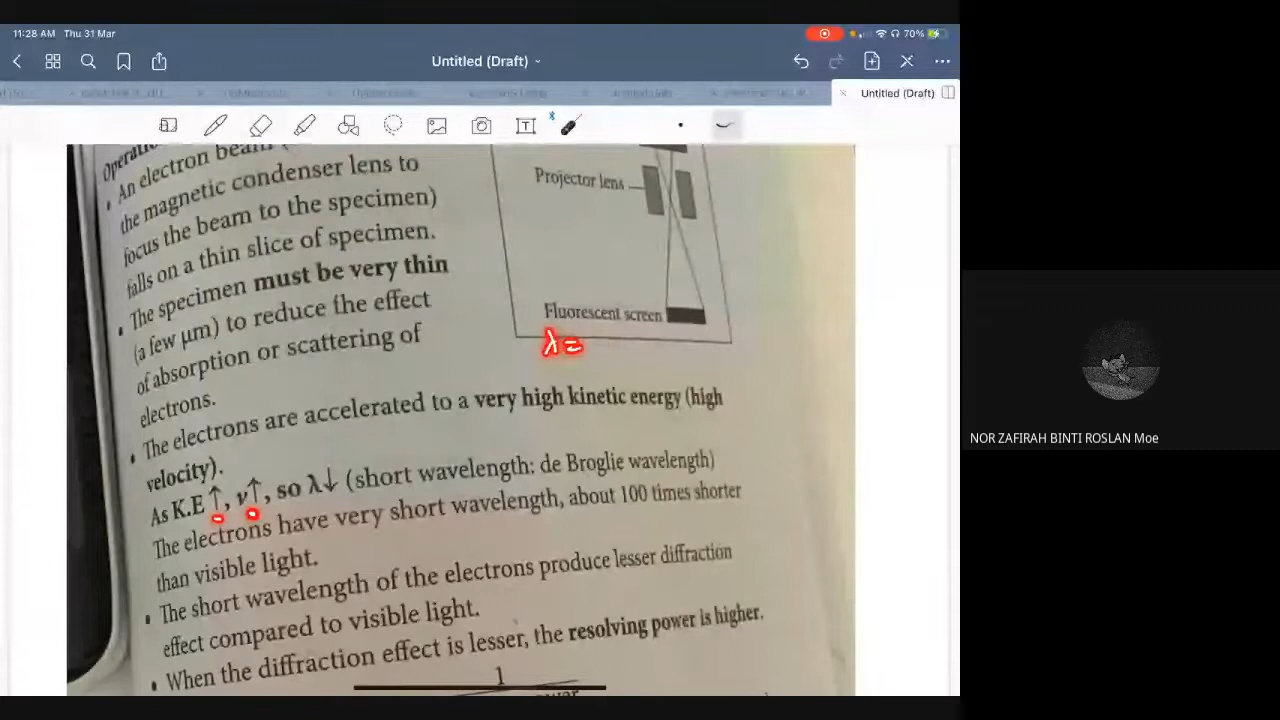 11:28 AM Thu 31 Mar
70%
Untitled (Draft)
Untitled (Draft)
An electron beam
the magnetic condenser lens to
focus the beam to the specimen)
falls on a thin slice of specimen.
• The specimen must be very thin
(a few μm) to reduce the effect
of absorption or scattering of
electrons.
Projector lens
Fluorescent screen
λ=
• The electrons are accelerated to a very high kinetic energy (high
velocity).
As K.E ↑, v↑, so λ↓ (short wavelength: de Broglie wavelength)
The electrons have very short wavelength, about 100 times shorter
than visible light.
• The short wavelength of the electrons produce lesser diffraction
effect compared to visible light.
• When the diffraction effect is lesser, the resolving power is higher.
1
NOR ZAFIRAH BINTI ROSLAN Moe